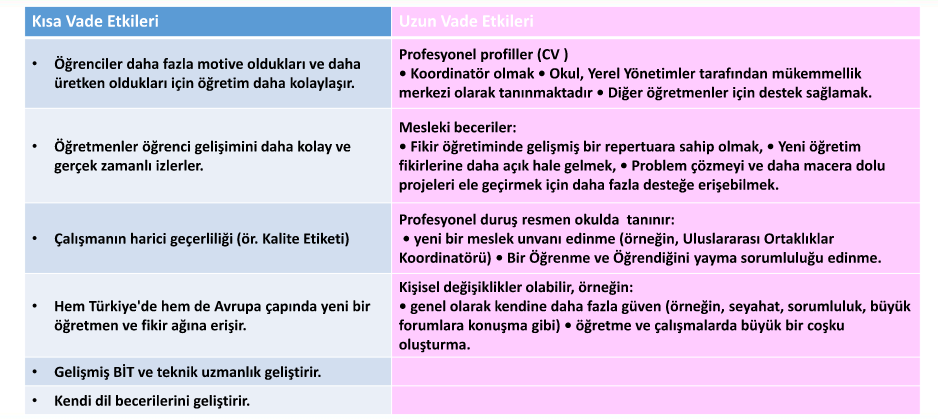 Kısa Vade Etkileri
Uzun Vade Etkileri
• Öğrenciler daha fazla motive oldukları ve daha
üretken oldukları için öğretim daha kolaylaşır.
Profesyonel profiller (CV )
• Koordinatör olmak • Okul, Yerel Yönetimler tarafından mükemmellik
merkezi olarak tanınmaktadır • Diğer öğretmenler için destek sağlamak.
• Öğretmenler öğrenci gelişimini daha kolay ve
gerçek zamanlı izlerler.
Mesleki beceriler:
• Fikir öğretiminde gelişmiş bir repertuara sahip olmak, • Yeni öğretim
fikirlerine daha açık hale gelmek, • Problem çözmeyi ve daha macera dolu
projeleri ele geçirmek için daha fazla desteğe erişebilmek.
• Çalışmanın harici geçerliliği (ör. Kalite Etiketi)
Profesyonel duruş resmen okulda tanınır:
• yeni bir meslek unvanı edinme (örneğin, Uluslararası Ortaklıklar
Koordinatörü) • Bir Öğrenme ve Öğrendiğini yayma sorumluluğu edinme.
• Hem Türkiye'de hem de Avrupa çapında yeni bir
öğretmen ve fikir ağına erişir.
Kişisel değişiklikler olabilir, örneğin:
• genel olarak kendine daha fazla güven (örneğin, seyahat, sorumluluk, büyük
forumlara konuşma gibi) • öğretme ve çalışmalarda büyük bir coşku
oluşturma.
• Gelişmiş BİT ve teknik uzmanlık geliştirir.
• Kendi dil becerilerini geliştirir.